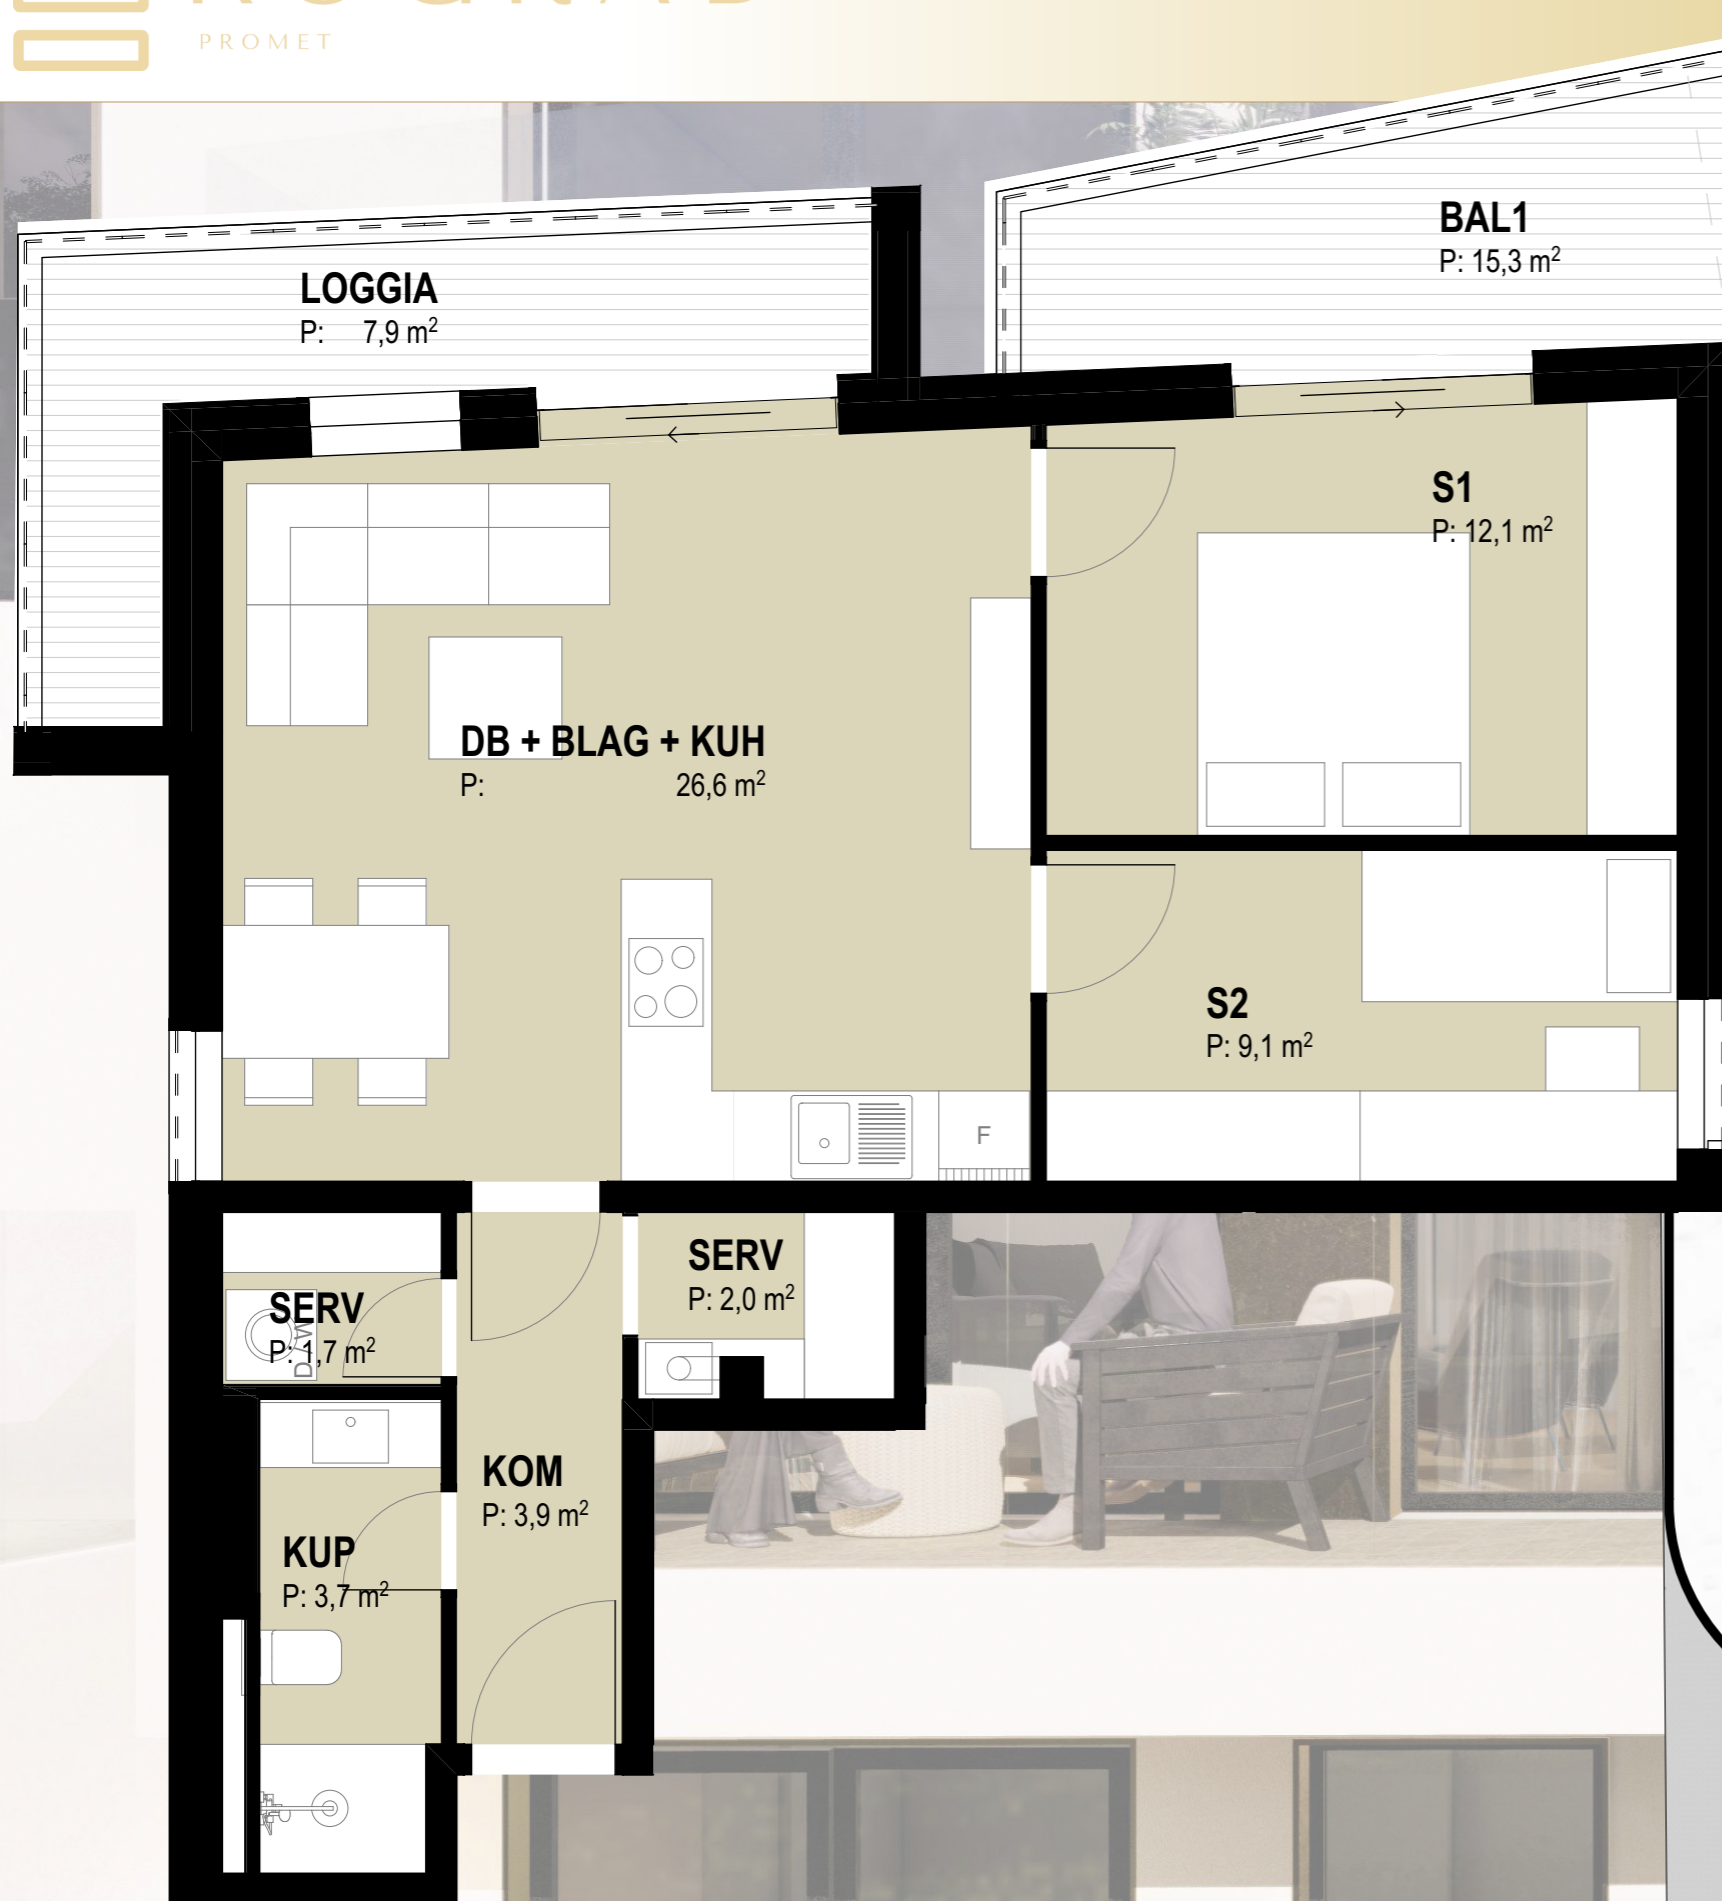 PROMET
BAL1
P: 15,3 m²
LOGGIA
P: 7,9 m²
S1
P: 12,1 m²
DB + BLAG + KUH
P: 26,6 m²
S2
P: 9,1 m²
F
SERV
P: 2,0 m²
SERV
P: 1,7 m²
D/W
KOM
P: 3,9 m²
KUP
P: 3,7 m²